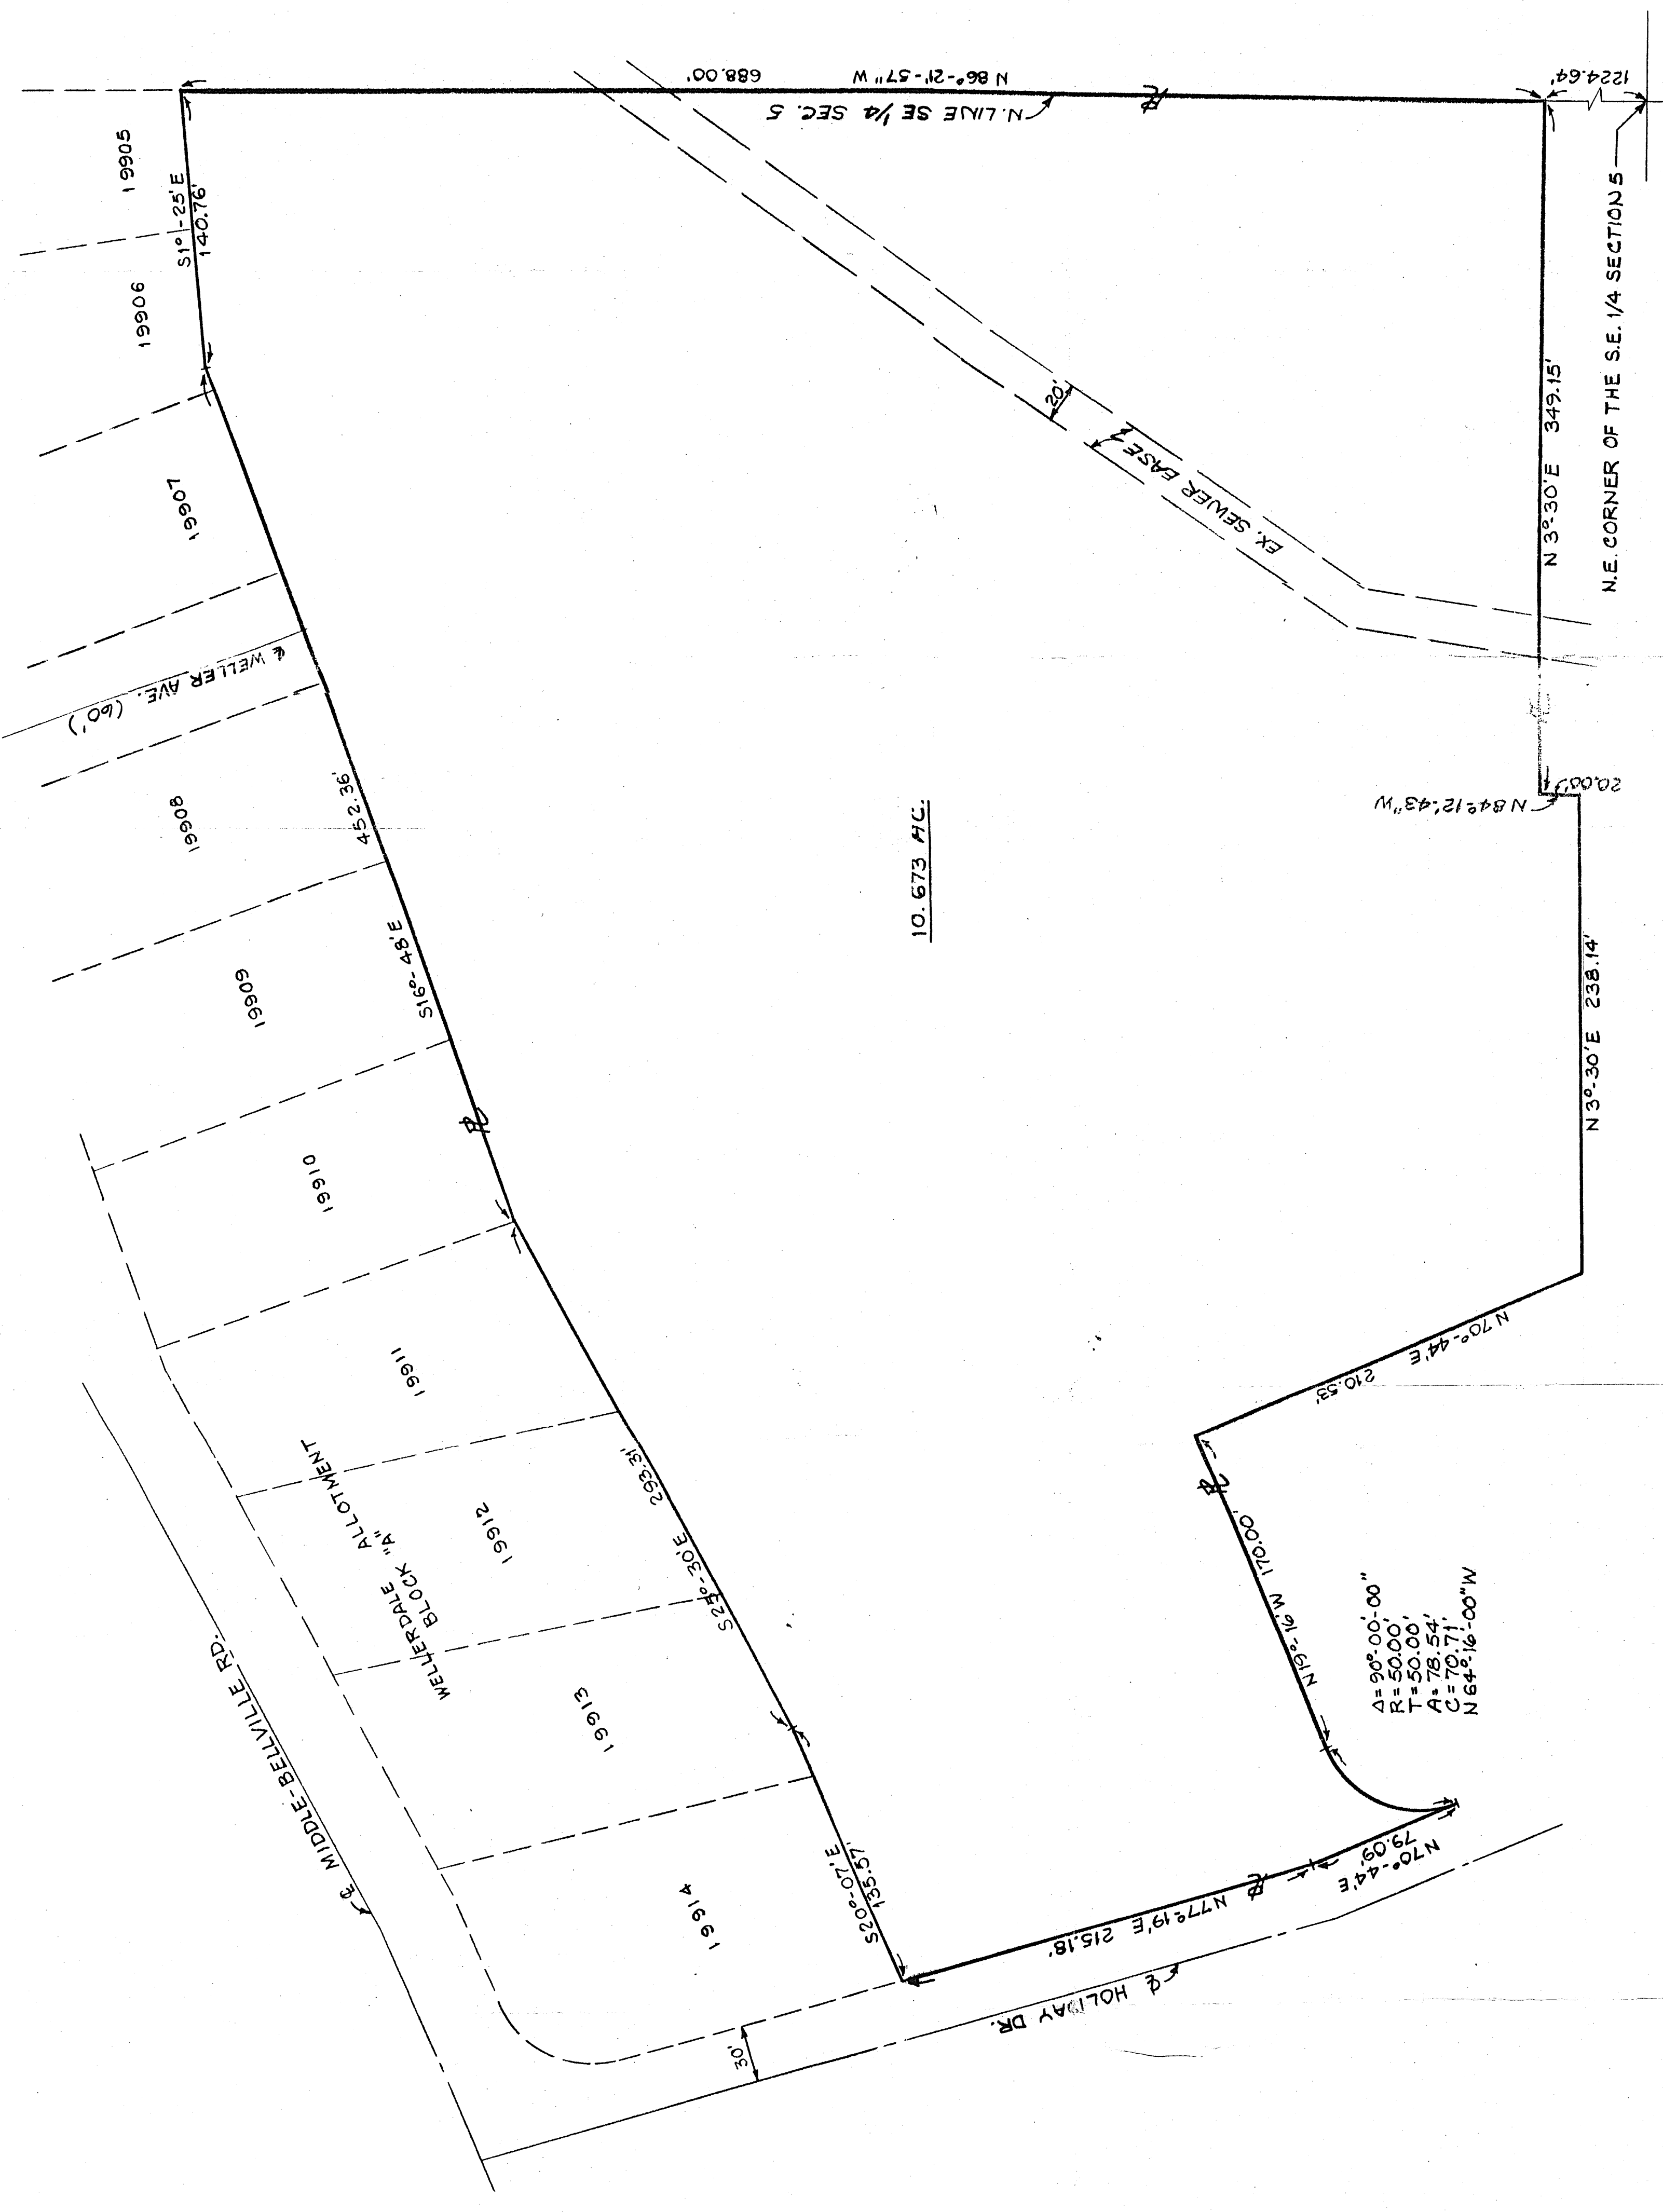 N 86°-21'-57" W
688.00'
N. LINE SE 1/4 SEC. 5
1224.64'
N.E. CORNER OF THE S.E. 1/4 SECTION 5
19905
19906
S1°-25'E
140.76'
19907
℄ WELLER AVE. (60')
19908
452.36'
S16°-48'E
19909
19910
19911
19912
19913
19914
WELLERDALE ALLOTMENT
BLOCK "A"
℄ MIDDLE-BELLVILLE RD.
293.31'
S25°-30'E
S20°-07'E
135.57'
30'
℄ HOLIDAY DR.
N77°-19'E 215.18'
N70°-44'E
79.09'
Δ=90°-00'-00"
R=50.00'
T=50.00'
A=78.54'
C=70.71'
N 64°-16'-00"W
N19°-16'W 170.00'
N70°-44'E
210.53'
N 3°-30'E 238.14'
N 84°-12'-43"W
20.00'
N 3°-30'E 349.15'
EX. SEWER EASE
20'
10.673 AC.
℄
℄
℄
℄